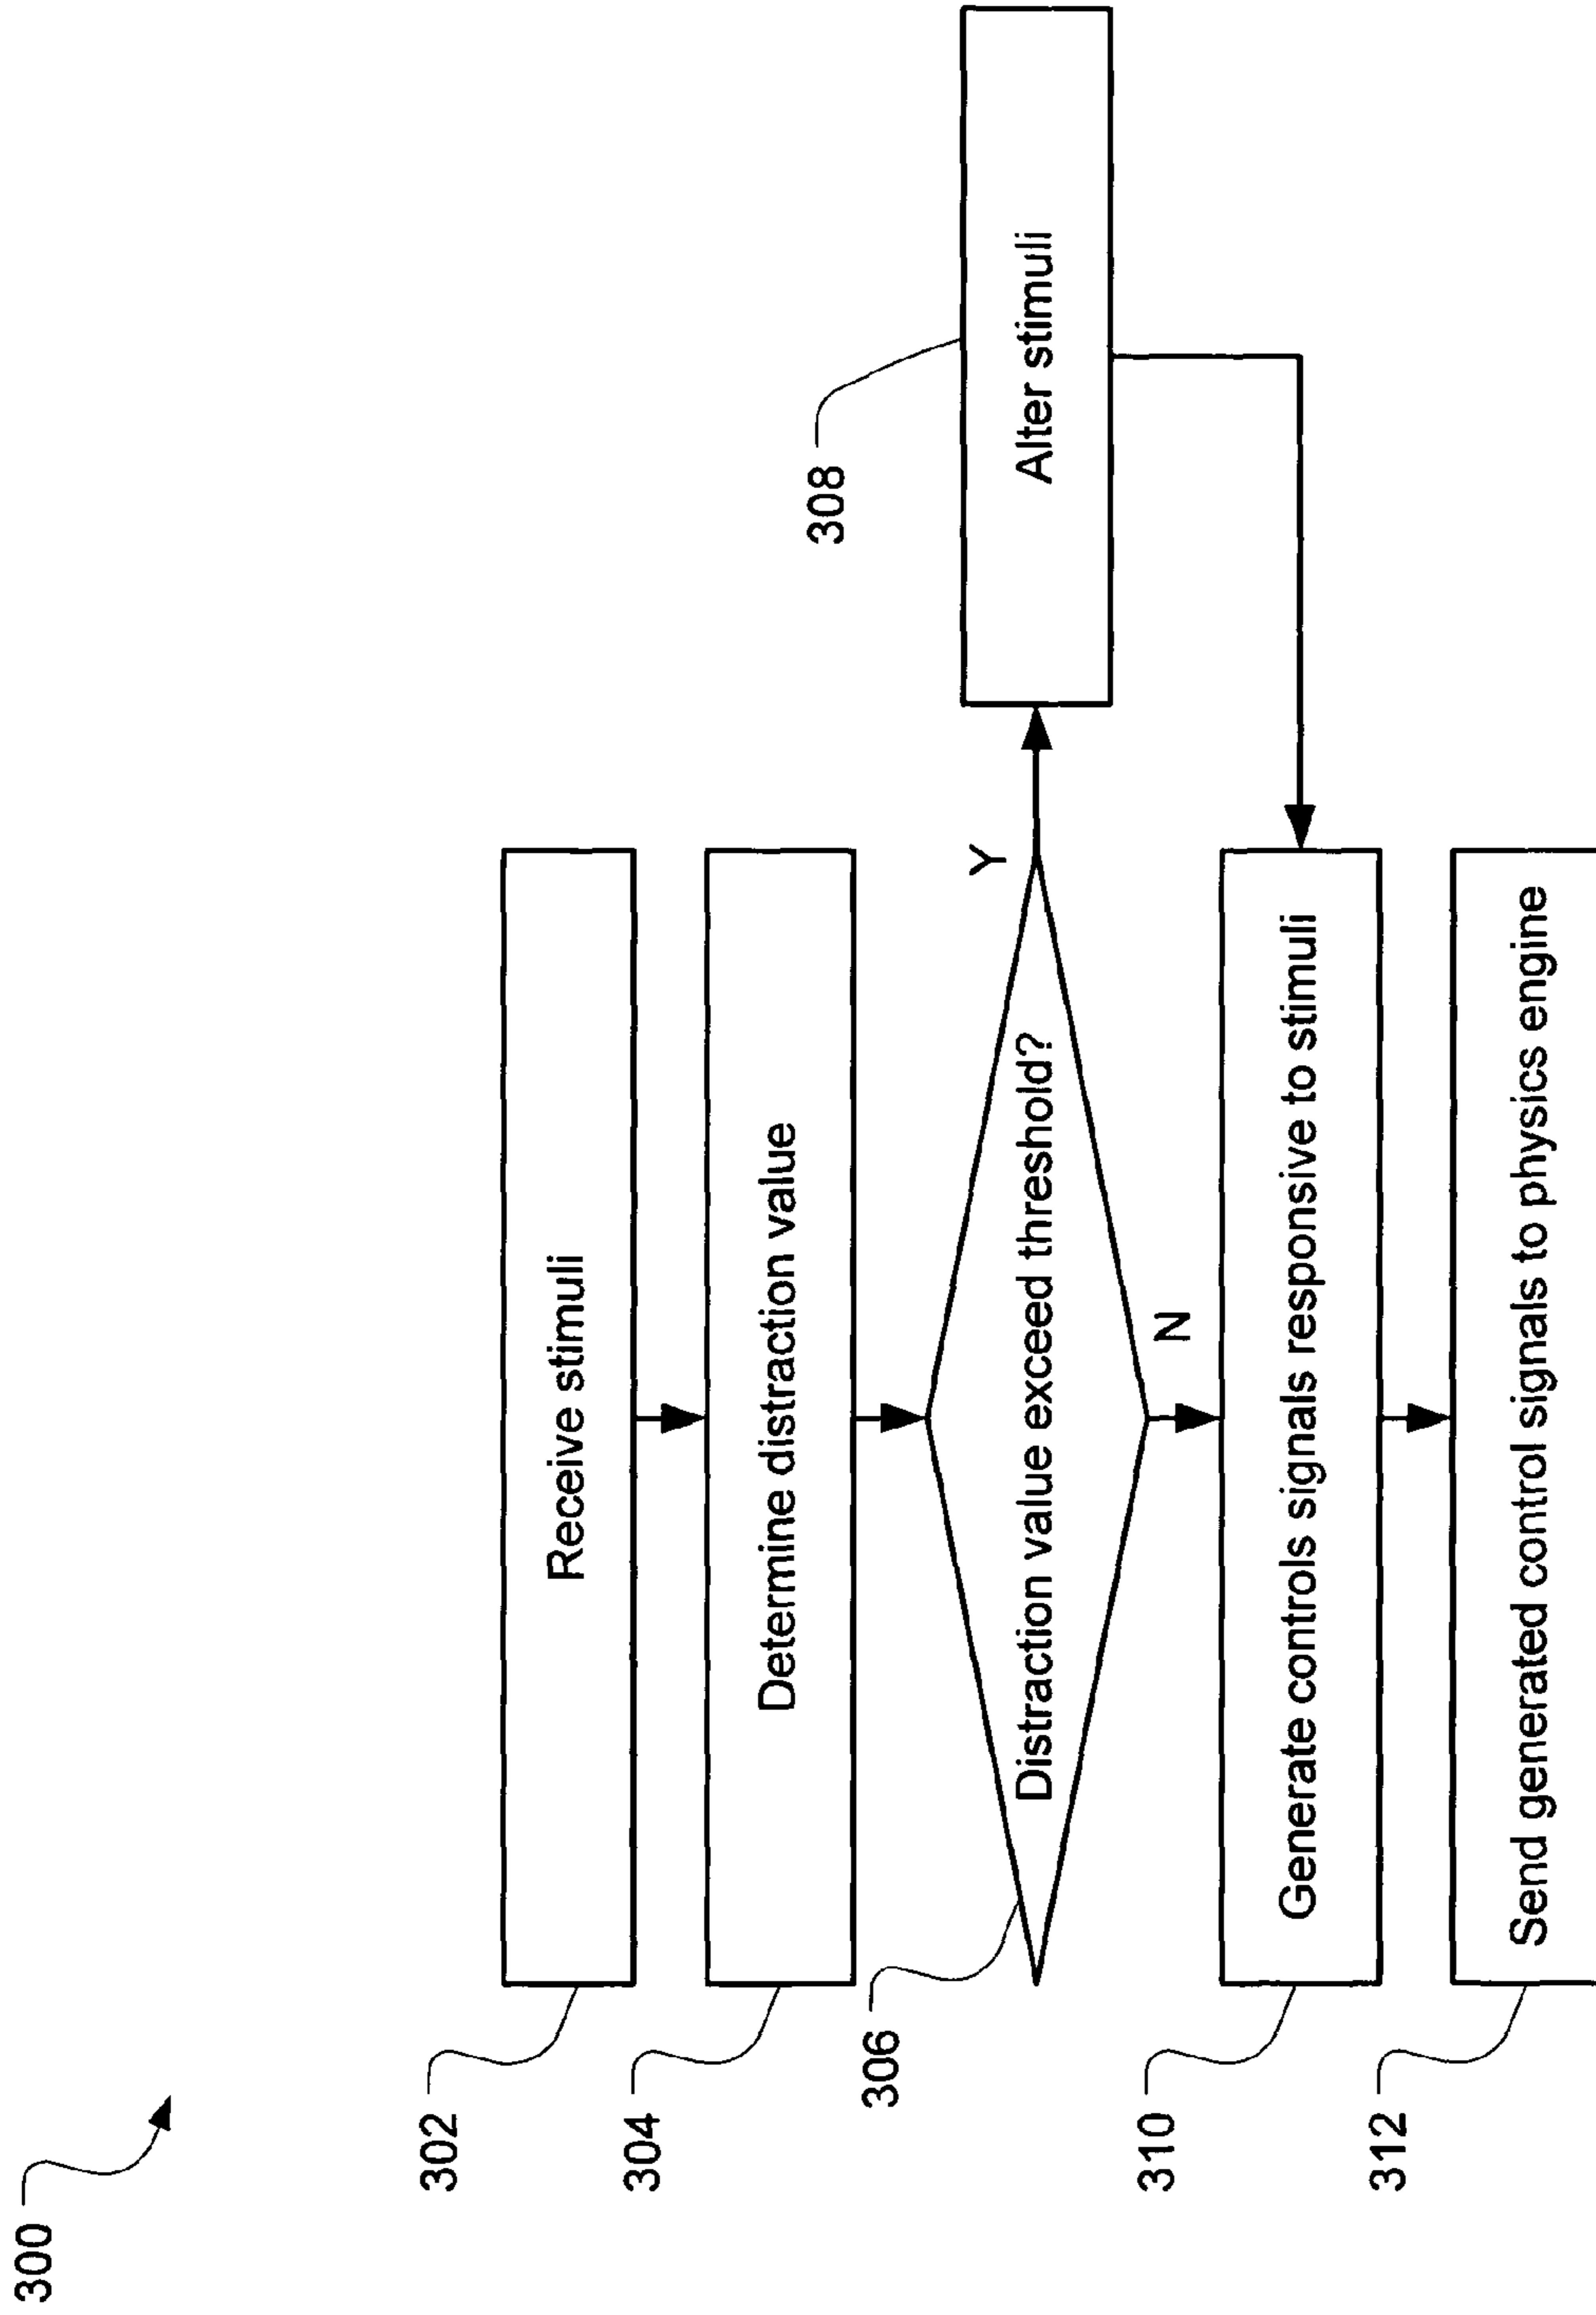 300
302
Receive stimuli
304
Determine distraction value
306
Distraction value exceed threshold?
Y
308
Alter stimuli
N
310
Generate controls signals responsive to stimuli
312
Send generated control signals to physics engine